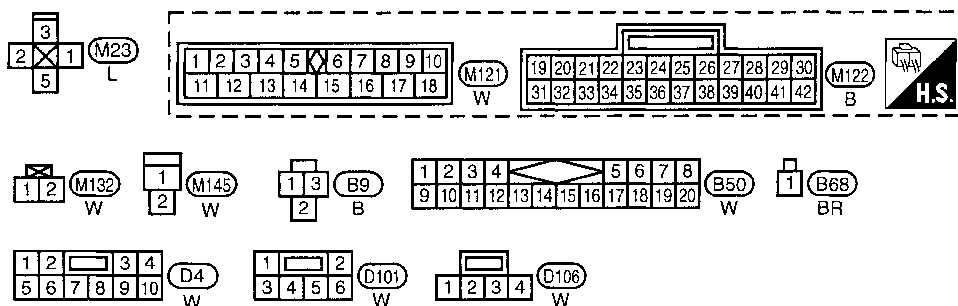 3
2 1
5
M23
L
1 2 3 4 5 6 7 8 9 10
11 12 13 14 15 16 17 18
M121
W
19 20 21 22 23 24 25 26 27 28 29 30
31 32 33 34 35 36 37 38 39 40 41 42
M122
B
H.S.
1 2
M132
W
1
2
M145
W
1 3
2
B9
B
1 2 3 4 5 6 7 8
9 10 11 12 13 14 15 16 17 18 19 20
B50
W
1
B68
BR
1 2 3 4
5 6 7 8 9 10
D4
W
1 2
3 4 5 6
D101
W
1 2 3 4
D106
W